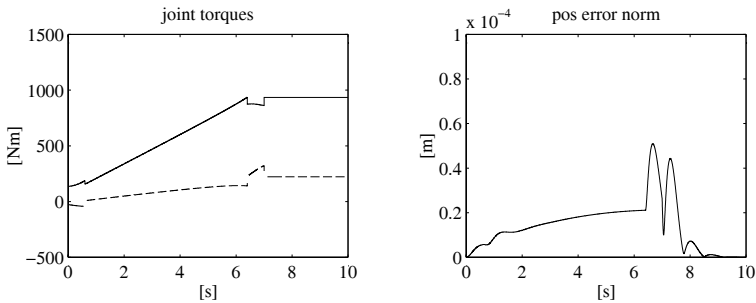 joint torques
1500
1000
500
0
−500
[Nm]
0 2 4 6 8 10
[s]
pos error norm
x 10⁻⁴
1
0.8
0.6
0.4
0.2
0
[m]
0 2 4 6 8 10
[s]